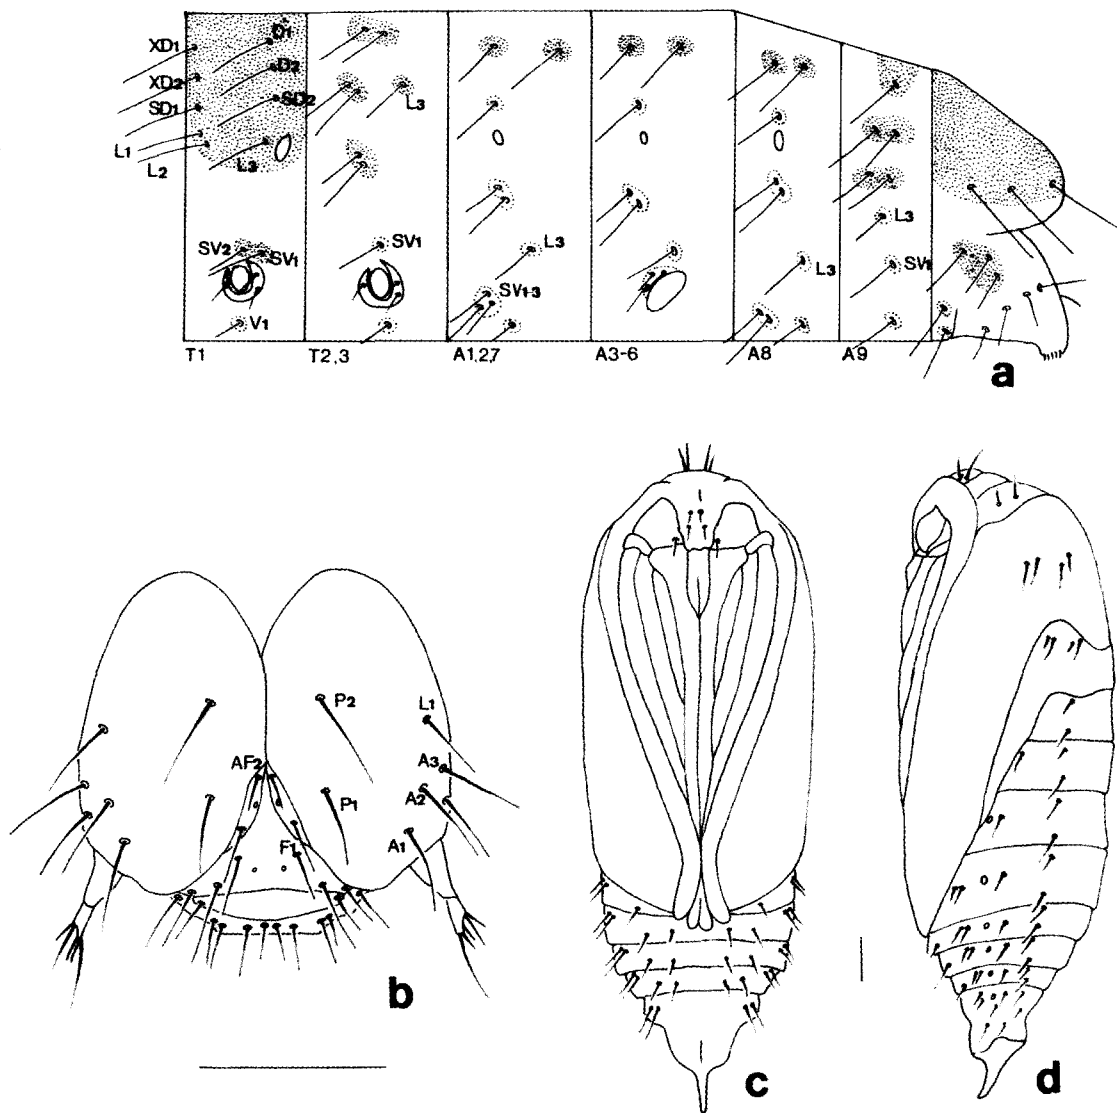 XD1 D1
XD2 D2
SD1 SD2 L3
L1 L3
L2
SV2 SV1 SV1 L3 L3 SV1
SV1-3 L3
V1
T1 T2,3 A1,2,7 A3-6 A8 A9
a
P2 L1
AF2 A3
P1 A2
F1 A1
b
c
d